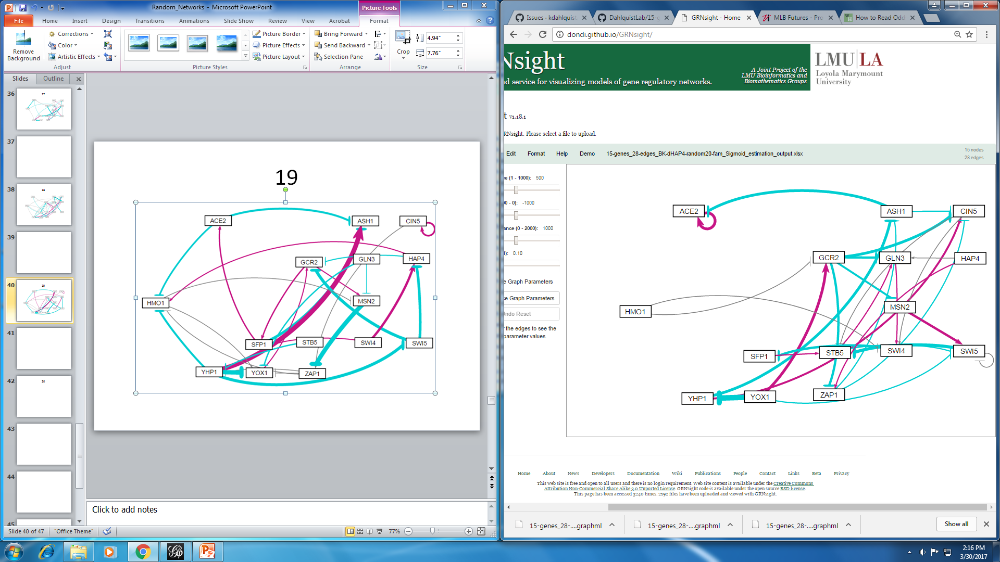 Random_Networks - Microsoft PowerPoint
Picture Tools
File
Home
Insert
Design
Transitions
Animations
Slide Show
Review
View
Acrobat
Format
Remove
Background
Corrections
Color
Artistic Effects
Adjust
Picture Styles
Picture Border
Picture Effects
Picture Layout
Bring Forward
Send Backward
Selection Pane
Arrange
Crop
4.94"
7.76"
Size
Slides
Outline
36
17
37
38
18
39
40
19
41
42
20
43
44
45
19
ACE2
ASH1
CIN5
GCR2
GLN3
HAP4
HMO1
MSN2
SFP1
STB5
SWI4
SWI5
YHP1
YOX1
ZAP1
Click to add notes
Slide 40 of 47
"Office Theme"
77%
Issues · kdahlquist
DahlquistLab/15-g
GRNsight - Home
MLB Futures - Pro
How to Read Odd
dondi.github.io/GRNsight/
Nsight
d service for visualizing models of gene regulatory networks.
A Joint Project of the
LMU Bioinformatics and
Biomathematics Groups
LMU|LA
Loyola Marymount
University
t v1.18.1
RNsight. Please select a file to upload.
Edit
Format
Help
Demo
15-genes_28-edges_BK-dHAP4-random20-fam_Sigmoid_estimation_output.xlsx
15 nodes
28 edges
ce (1 - 1000): 500
00 - 0): -1000
ance (0 - 2000): 1000
l): 0.10
e Graph Parameters
ce Graph Parameters
Undo Reset
r the edges to see the
parameter values.
ACE2
ASH1
CIN5
GCR2
GLN3
HAP4
HMO1
MSN2
SFP1
STB5
SWI4
SWI5
YHP1
YOX1
ZAP1
Home
About
News
Developers
Documentation
Wiki
Publications
People
Contact
Links
Beta
Privacy
This web site is free and open to all users and there is no login requirement. Web site content is available under the Creative Commons
Attribution Non-Commercial Share Alike 3.0 Unported License. GRNsight code is available under the open source BSD license.
This page has been accessed 3240 times. 2192 files have been uploaded and viewed with GRNsight.
15-genes_28-....graphml
15-genes_28-....graphml
15-genes_28-....graphml
Show all
2:16 PM
3/30/2017